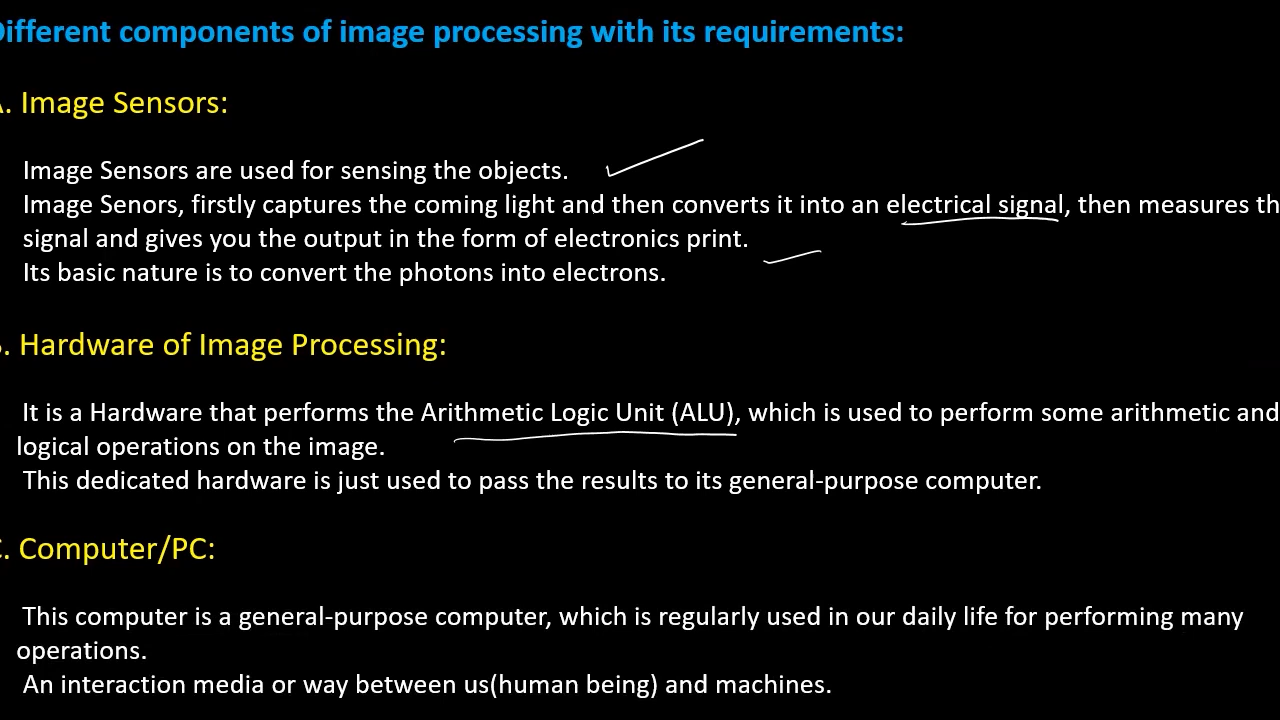 Different components of image processing with its requirements:
A. Image Sensors:
Image Sensors are used for sensing the objects.
Image Senors, firstly captures the coming light and then converts it into an electrical signal, then measures th
signal and gives you the output in the form of electronics print.
Its basic nature is to convert the photons into electrons.
. Hardware of Image Processing:
It is a Hardware that performs the Arithmetic Logic Unit (ALU), which is used to perform some arithmetic and
logical operations on the image.
This dedicated hardware is just used to pass the results to its general-purpose computer.
. Computer/PC:
This computer is a general-purpose computer, which is regularly used in our daily life for performing many
operations.
An interaction media or way between us(human being) and machines.